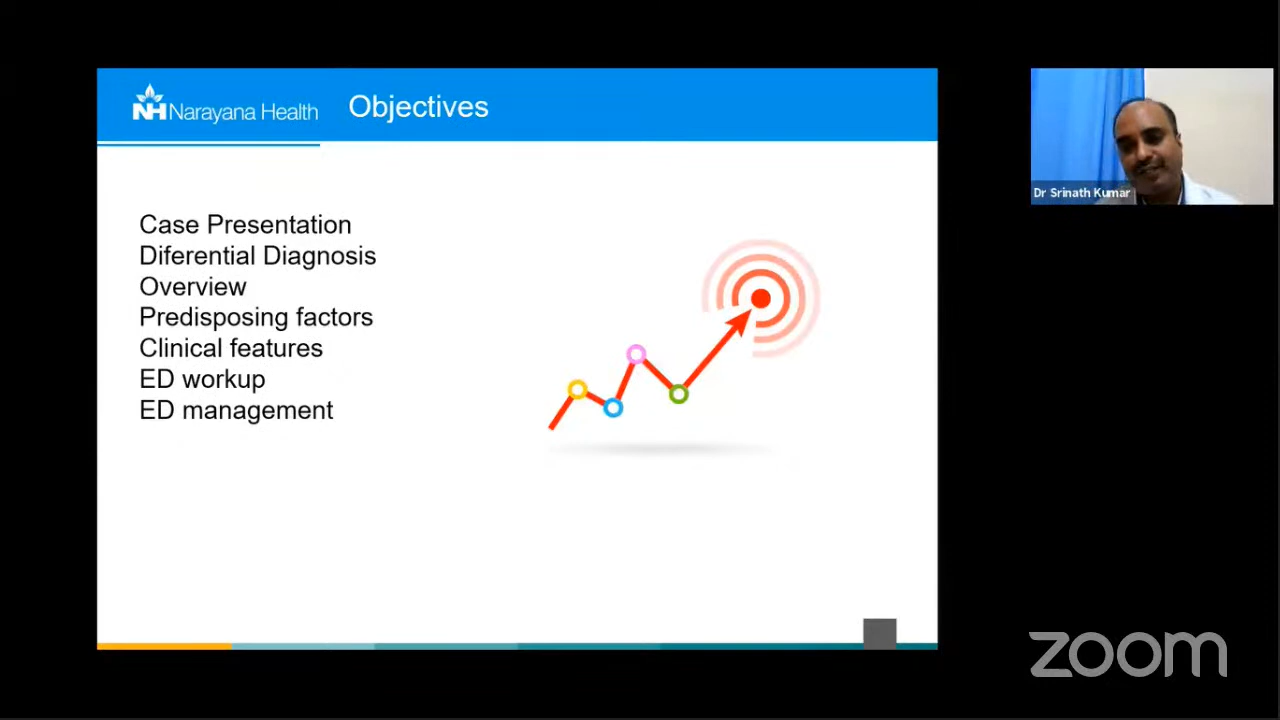 NH Narayana Health
Objectives
Case Presentation
Diferential Diagnosis
Overview
Predisposing factors
Clinical features
ED workup
ED management
Dr Srinath Kumar
zoom